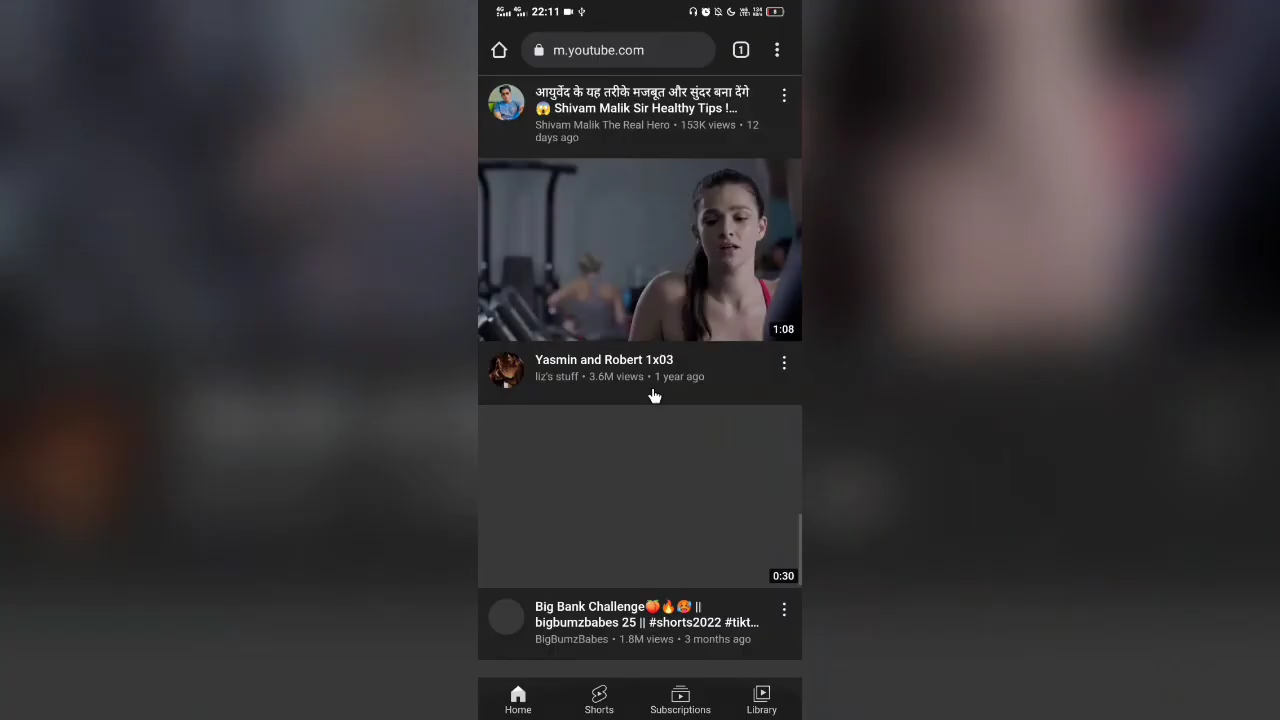 4G 4G 22:11
m.youtube.com
1
आयुर्वेद के यह तरीके मजबूत और सुंदर बना देंगे
😱 Shivam Malik Sir Healthy Tips !...
Shivam Malik The Real Hero • 153K views • 12
days ago
1:08
Yasmin and Robert 1x03
liz's stuff • 3.6M views • 1 year ago
0:30
Big Bank Challenge🍑🔥🥵 ||
bigbumzbabes 25 || #shorts2022 #tikt...
BigBumzBabes • 1.8M views • 3 months ago
Home
Shorts
Subscriptions
Library